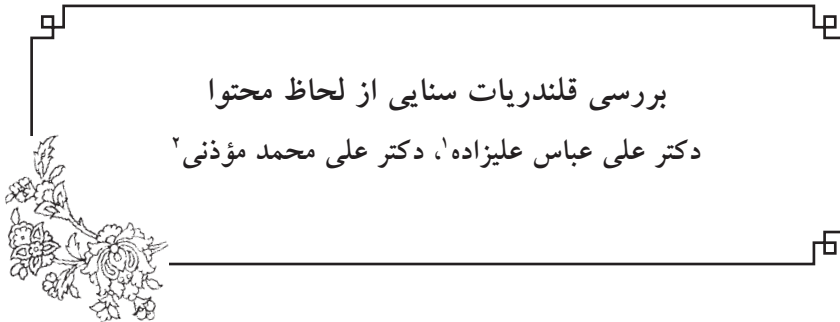 بررسی قلندریات سنایی از لحاظ محتوا
دکتر علی عباس علیزاده۱، دکتر علی محمد مؤذنی۲